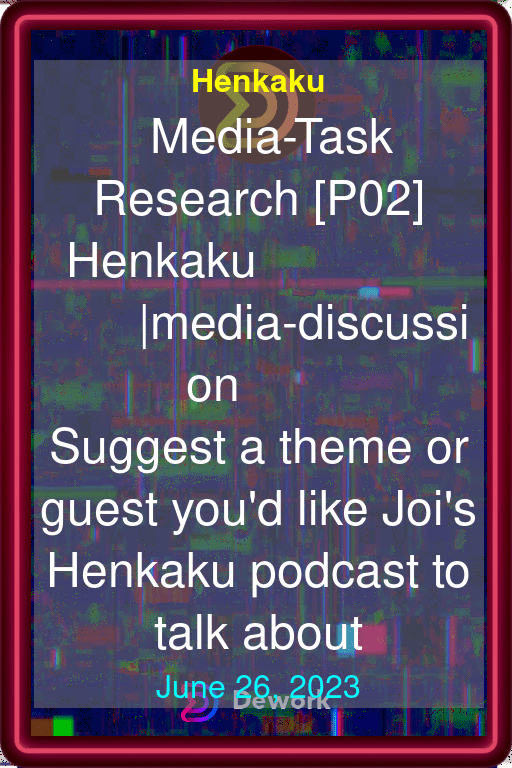 Henkaku
Media-Task
Research [P02]
Henkaku
|media-discussi
on
Suggest a theme or
guest you'd like Joi's
Henkaku podcast to
talk about
June 26, 2023
Dework